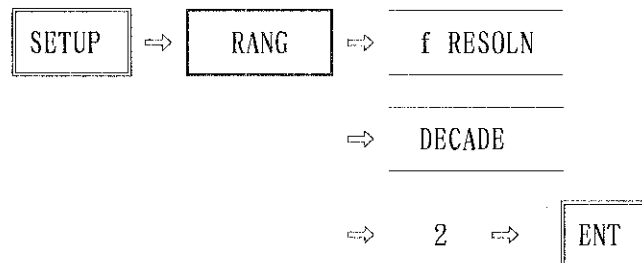 SETUP ⇨ RANG ⇨ f RESOLN
⇨ DECADE
⇨ 2 ⇨ ENT